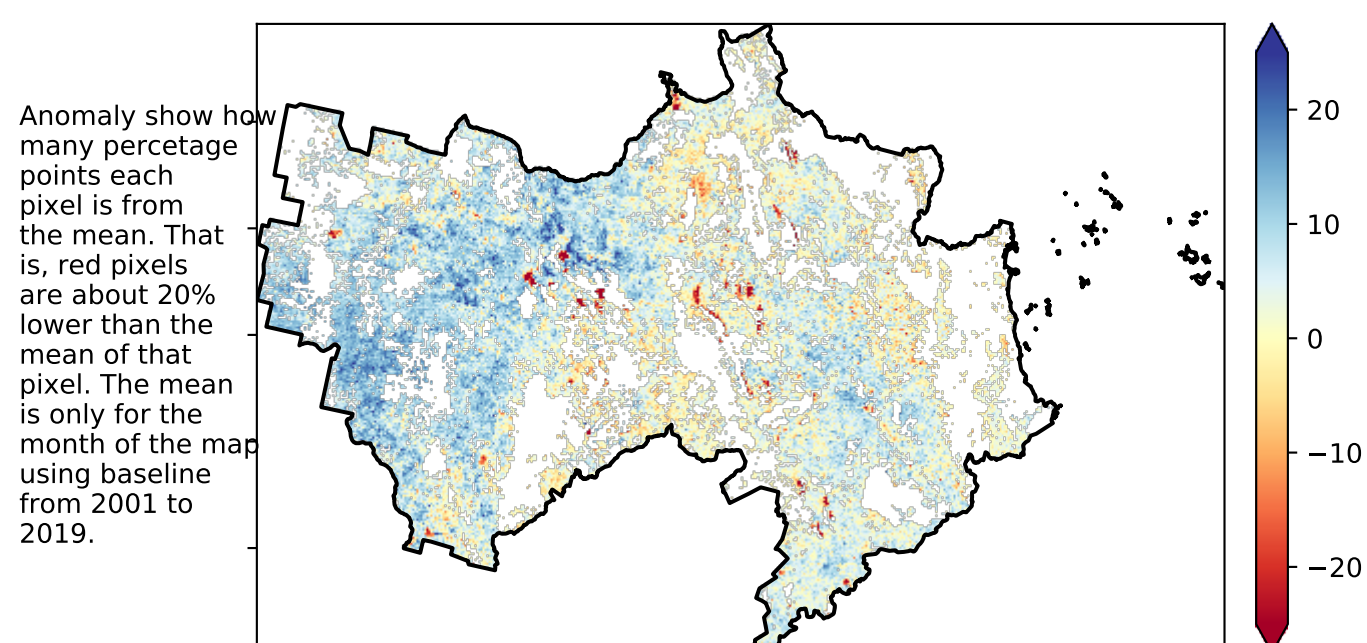 Anomaly show how
many percetage
points each
pixel is from
the mean. That
is, red pixels
are about 20%
lower than the
mean of that
pixel. The mean
is only for the
month of the map
using baseline
from 2001 to
2019.
20
10
0
−10
−20